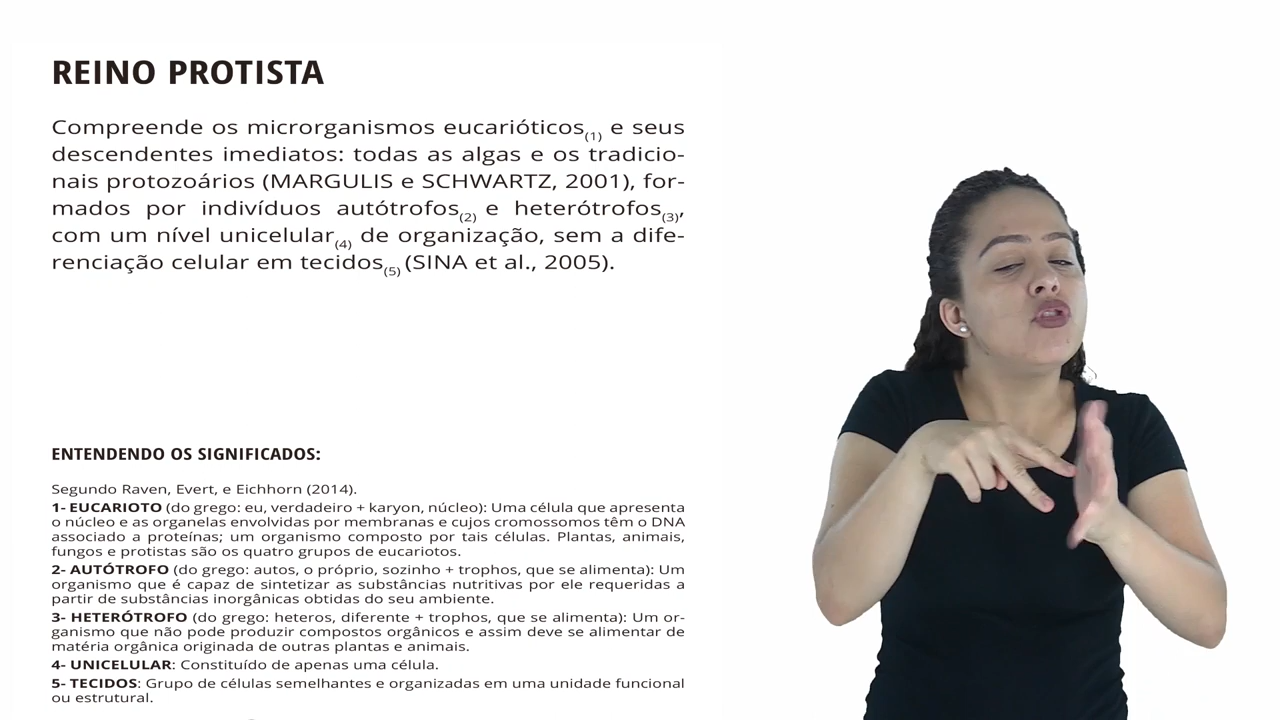 REINO PROTISTA
Compreende os microrganismos eucarióticos(1) e seus
descendentes imediatos: todas as algas e os tradicio-
nais protozoários (MARGULIS e SCHWARTZ, 2001), for-
mados por indivíduos autótrofos(2) e heterótrofos(3),
com um nível unicelular(4) de organização, sem a dife-
renciação celular em tecidos(5) (SINA et al., 2005).
ENTENDENDO OS SIGNIFICADOS:
Segundo Raven, Evert, e Eichhorn (2014).
1- EUCARIOTO (do grego: eu, verdadeiro + karyon, núcleo): Uma célula que apresenta
o núcleo e as organelas envolvidas por membranas e cujos cromossomos têm o DNA
associado a proteínas; um organismo composto por tais células. Plantas, animais,
fungos e protistas são os quatro grupos de eucariotos.
2- AUTÓTROFO (do grego: autos, o próprio, sozinho + trophos, que se alimenta): Um
organismo que é capaz de sintetizar as substâncias nutritivas por ele requeridas a
partir de substâncias inorgânicas obtidas do seu ambiente.
3- HETERÓTROFO (do grego: heteros, diferente + trophos, que se alimenta): Um or-
ganismo que não pode produzir compostos orgânicos e assim deve se alimentar de
matéria orgânica originada de outras plantas e animais.
4- UNICELULAR: Constituído de apenas uma célula.
5- TECIDOS: Grupo de células semelhantes e organizadas em uma unidade funcional
ou estrutural.